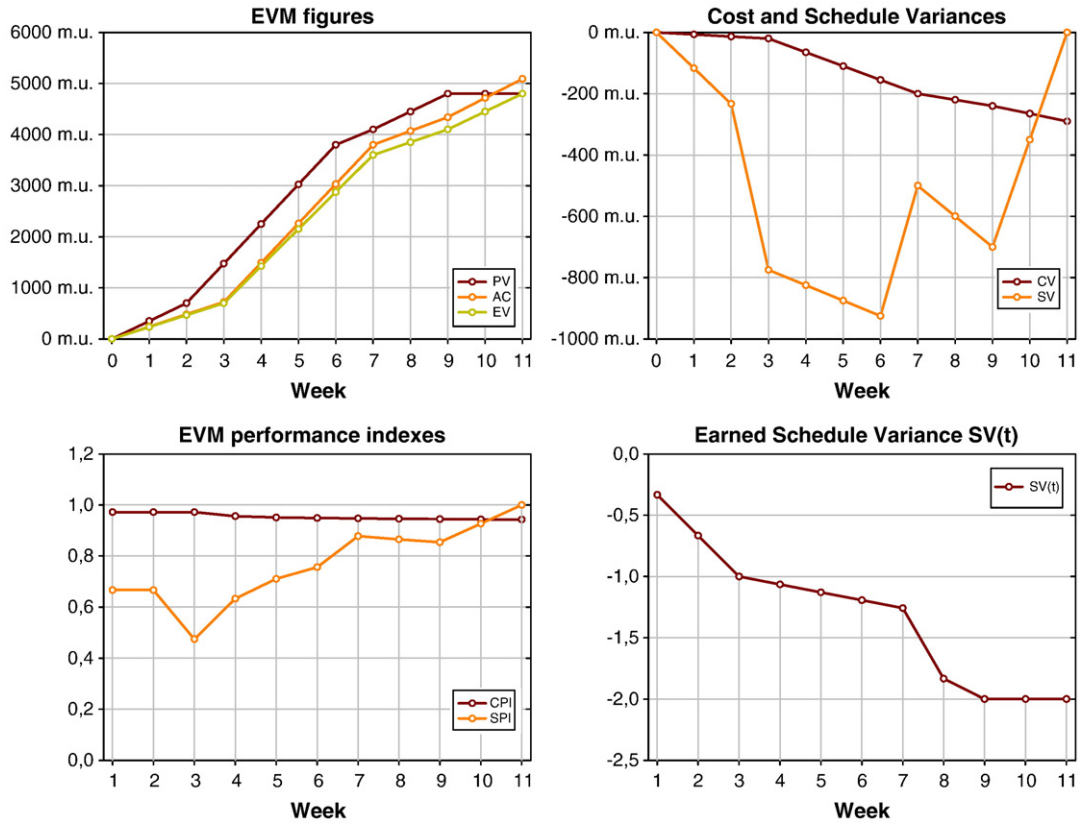 EVM figures
6000 m.u.
5000 m.u.
4000 m.u.
3000 m.u.
2000 m.u.
1000 m.u.
0 m.u.
PV
AC
EV
0 1 2 3 4 5 6 7 8 9 10 11
Week
Cost and Schedule Variances
0 m.u.
-200 m.u.
-400 m.u.
-600 m.u.
-800 m.u.
-1000 m.u.
CV
SV
0 1 2 3 4 5 6 7 8 9 10 11
Week
EVM performance indexes
1,2
1,0
0,8
0,6
0,4
0,2
0,0
CPI
SPI
1 2 3 4 5 6 7 8 9 10 11
Week
Earned Schedule Variance SV(t)
0,0
-0,5
-1,0
-1,5
-2,0
-2,5
SV(t)
1 2 3 4 5 6 7 8 9 10 11
Week